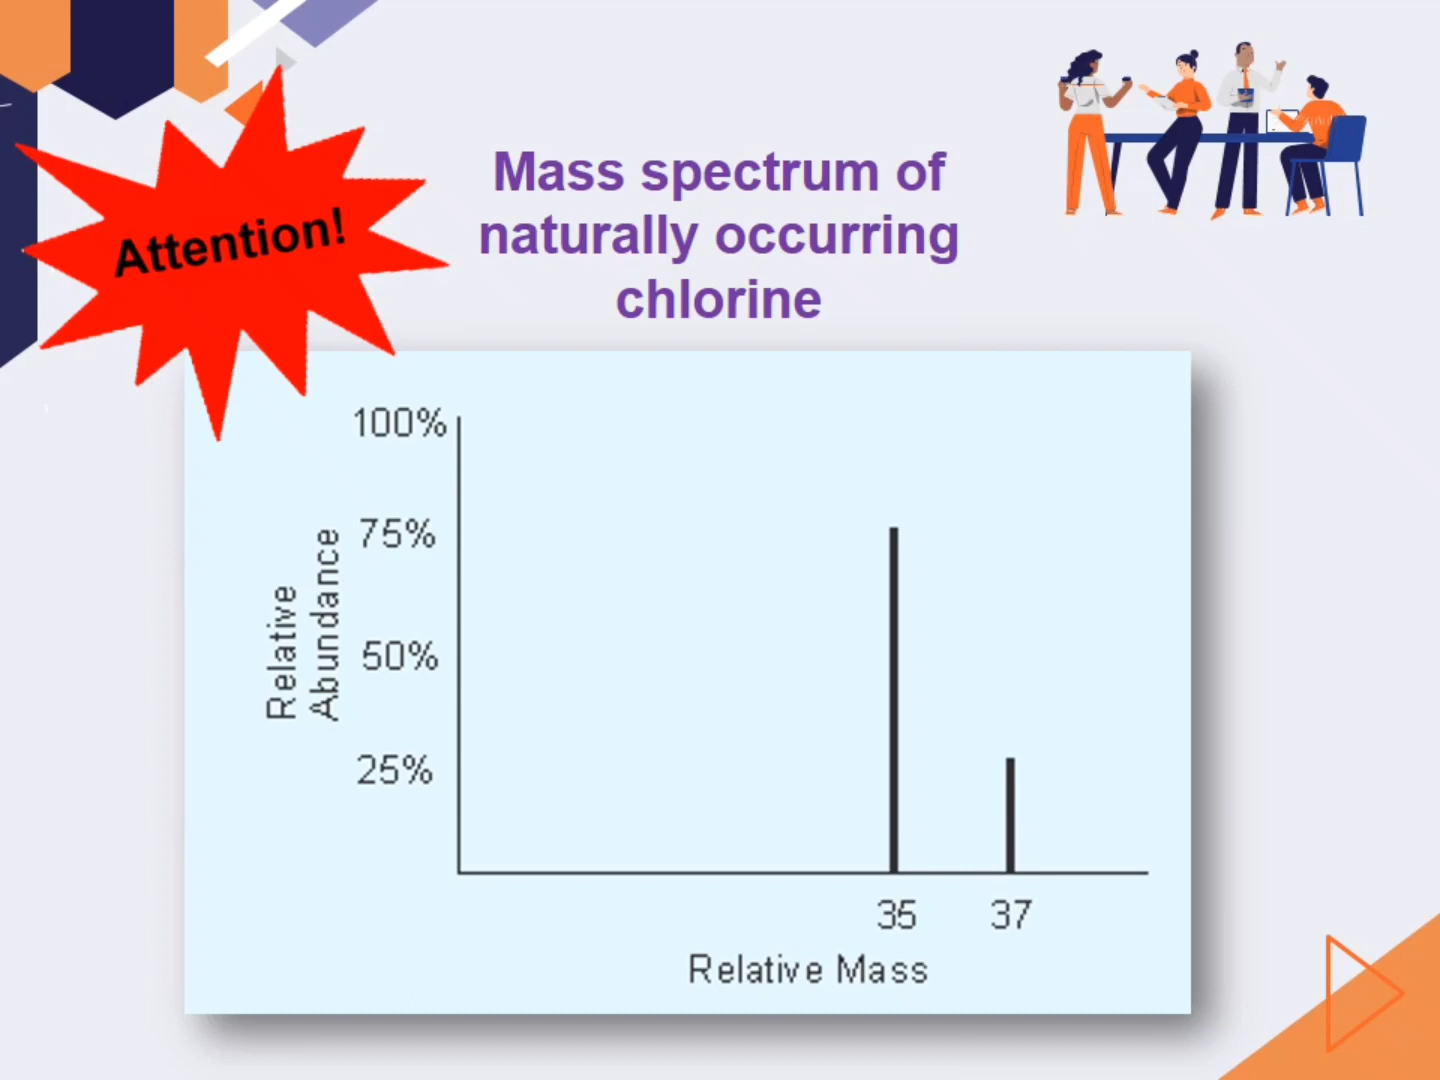 Attention!
Mass spectrum of
naturally occurring
chlorine
100%
75%
50%
25%
Relative
Abundance
35
37
Relative Mass